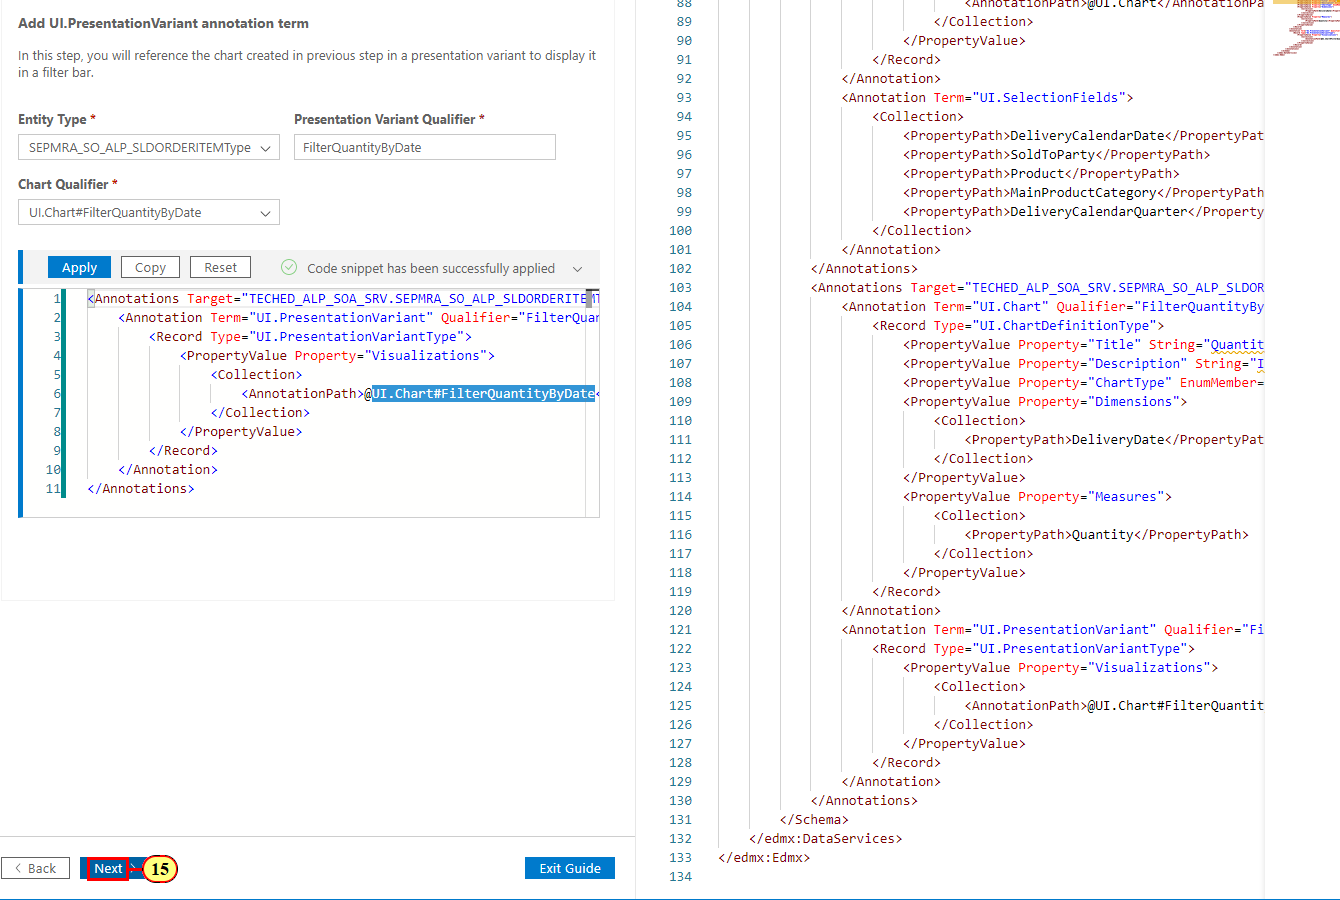 Add UI.PresentationVariant annotation term
In this step, you will reference the chart created in previous step in a presentation variant to display it
in a filter bar.
Entity Type *
Presentation Variant Qualifier *
SEPMRA_SO_ALP_SLDORDERITEMType
FilterQuantityByDate
Chart Qualifier *
UI.Chart#FilterQuantityByDate
Apply
Copy
Reset
Code snippet has been successfully applied
1 <Annotations Target="TECHED_ALP_SOA_SRV.SEPMRA_SO_ALP_SLDORDERITEMT
2 <Annotation Term="UI.PresentationVariant" Qualifier="FilterQuan
3 <Record Type="UI.PresentationVariantType">
4 <PropertyValue Property="Visualizations">
5 <Collection>
6 <AnnotationPath>@UI.Chart#FilterQuantityByDate<
7 </Collection>
8 </PropertyValue>
9 </Record>
10 </Annotation>
11 </Annotations>
Back
Next
15
Exit Guide
88 <AnnotationPath>@UI.Chart</AnnotationPa
89 </Collection>
90 </PropertyValue>
91 </Record>
92 </Annotation>
93 <Annotation Term="UI.SelectionFields">
94 <Collection>
95 <PropertyPath>DeliveryCalendarDate</PropertyPat
96 <PropertyPath>SoldToParty</PropertyPath>
97 <PropertyPath>Product</PropertyPath>
98 <PropertyPath>MainProductCategory</PropertyPath
99 <PropertyPath>DeliveryCalendarQuarter</Property
100 </Collection>
101 </Annotation>
102 </Annotations>
103 <Annotations Target="TECHED_ALP_SOA_SRV.SEPMRA_SO_ALP_SLDOR
104 <Annotation Term="UI.Chart" Qualifier="FilterQuantityBy
105 <Record Type="UI.ChartDefinitionType">
106 <PropertyValue Property="Title" String="Quantit
107 <PropertyValue Property="Description" String="I
108 <PropertyValue Property="ChartType" EnumMember=
109 <PropertyValue Property="Dimensions">
110 <Collection>
111 <PropertyPath>DeliveryDate</PropertyPat
112 </Collection>
113 </PropertyValue>
114 <PropertyValue Property="Measures">
115 <Collection>
116 <PropertyPath>Quantity</PropertyPath>
117 </Collection>
118 </PropertyValue>
119 </Record>
120 </Annotation>
121 <Annotation Term="UI.PresentationVariant" Qualifier="Fi
122 <Record Type="UI.PresentationVariantType">
123 <PropertyValue Property="Visualizations">
124 <Collection>
125 <AnnotationPath>@UI.Chart#FilterQuantit
126 </Collection>
127 </PropertyValue>
128 </Record>
129 </Annotation>
130 </Annotations>
131 </Schema>
132 </edmx:DataServices>
133 </edmx:Edmx>
134